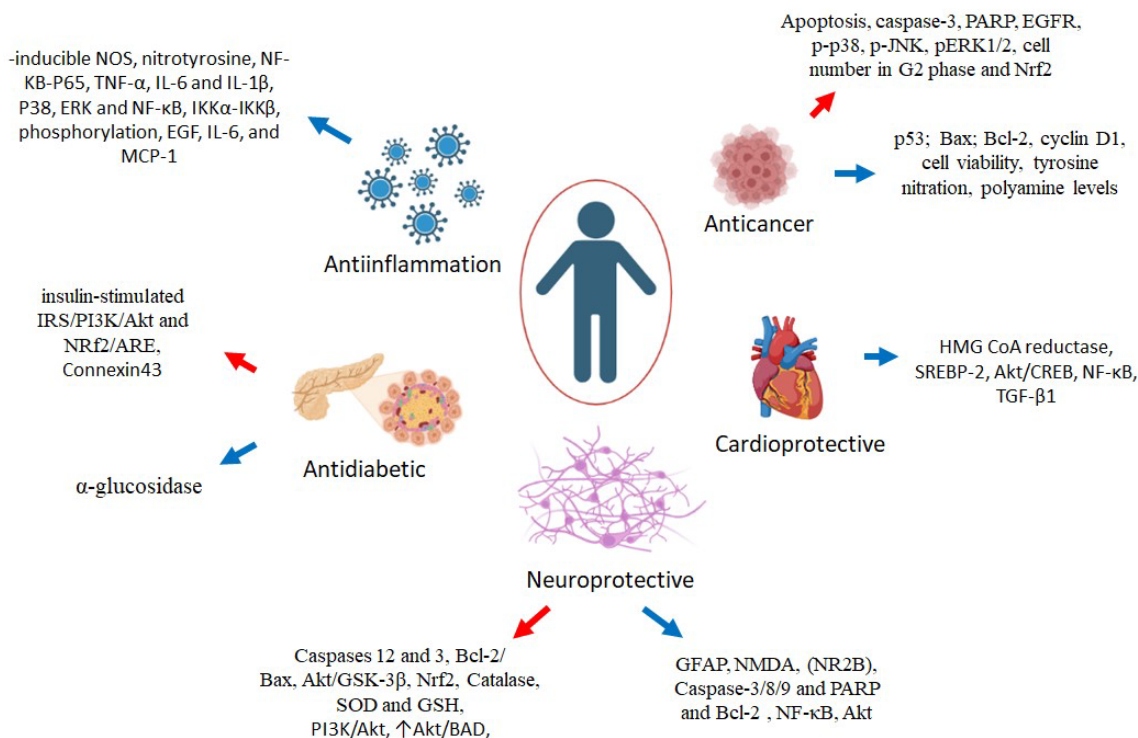 -inducible NOS, nitrotyrosine, NF-
KB-P65, TNF-α, IL-6 and IL-1β,
P38, ERK and NF-κB, IKKα-IKKβ,
phosphorylation, EGF, IL-6, and
MCP-1
Antiinflammation
Apoptosis, caspase-3, PARP, EGFR,
p-p38, p-JNK, pERK1/2, cell
number in G2 phase and Nrf2
p53; Bax; Bcl-2, cyclin D1,
cell viability, tyrosine
nitration, polyamine levels
Anticancer
insulin-stimulated
IRS/PI3K/Akt and
NRf2/ARE,
Connexin43
α-glucosidase
Antidiabetic
HMG CoA reductase,
SREBP-2, Akt/CREB, NF-κB,
TGF-β1
Cardioprotective
Neuroprotective
Caspases 12 and 3, Bcl-2/
Bax, Akt/GSK-3β, Nrf2, Catalase,
SOD and GSH,
PI3K/Akt, ↑Akt/BAD,
GFAP, NMDA, (NR2B),
Caspase-3/8/9 and PARP
and Bcl-2 , NF-κB, Akt